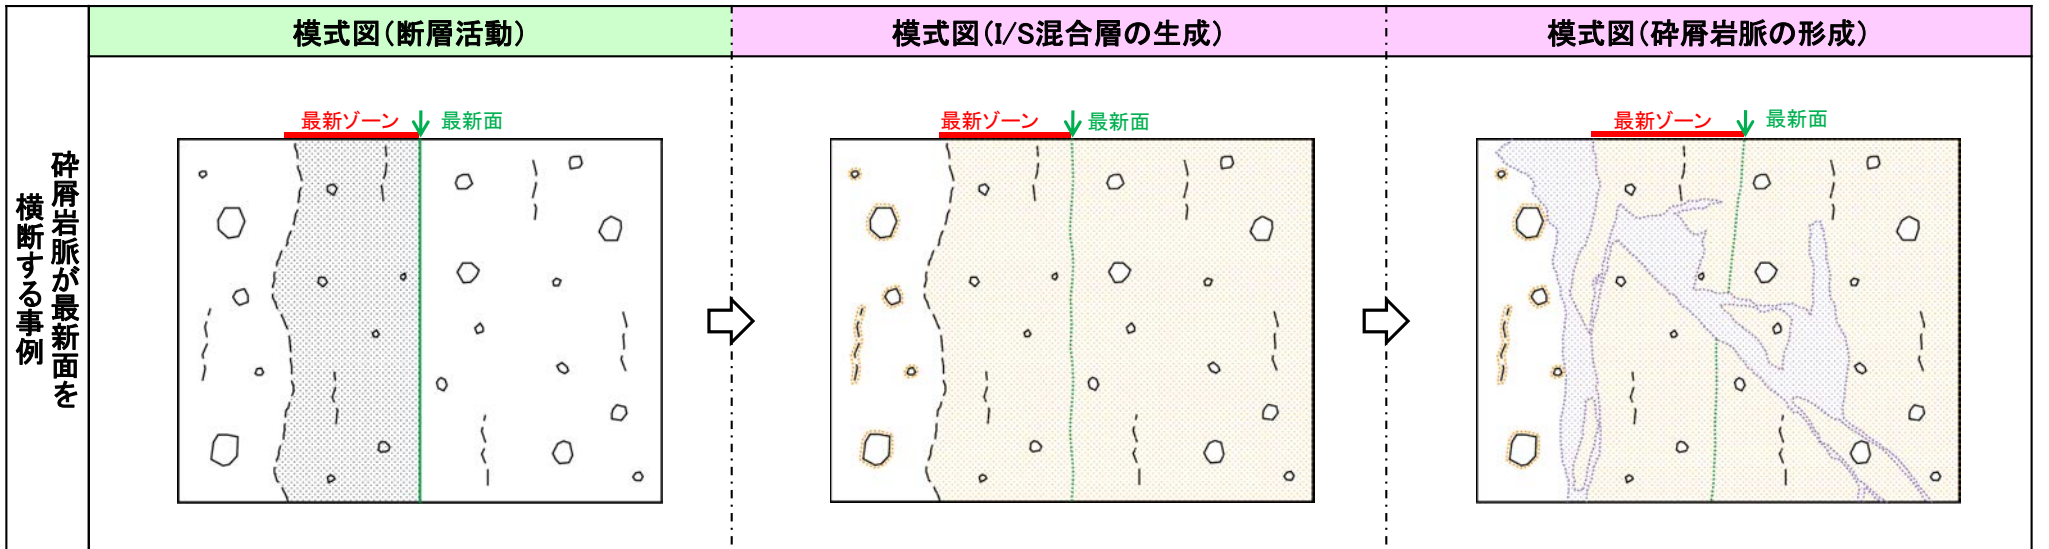 模式図(断層活動)
模式図(I/S混合層の生成)
模式図(砕屑岩脈の形成)
砕屑岩脈が最新面を
横断する事例
最新ゾーン
最新面
最新ゾーン
最新面
最新ゾーン
最新面